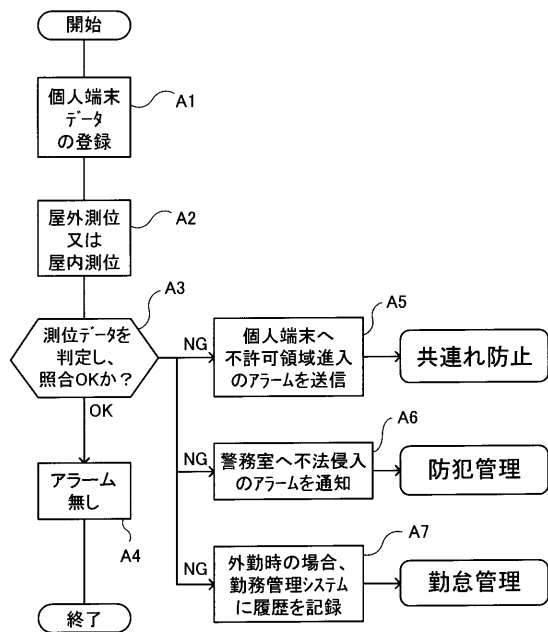 開始
個人端末
データ
の登録
A1
屋外測位
又は
屋内測位
A2
測位データを
判定し、
照合OKか?
A3
OK
アラーム
無し
A4
終了
NG
個人端末へ
不許可領域進入
のアラームを送信
A5
共連れ防止
NG
警務室へ不法侵入
のアラームを通知
A6
防犯管理
NG
外勤時の場合、
勤務管理システム
に履歴を記録
A7
勤怠管理